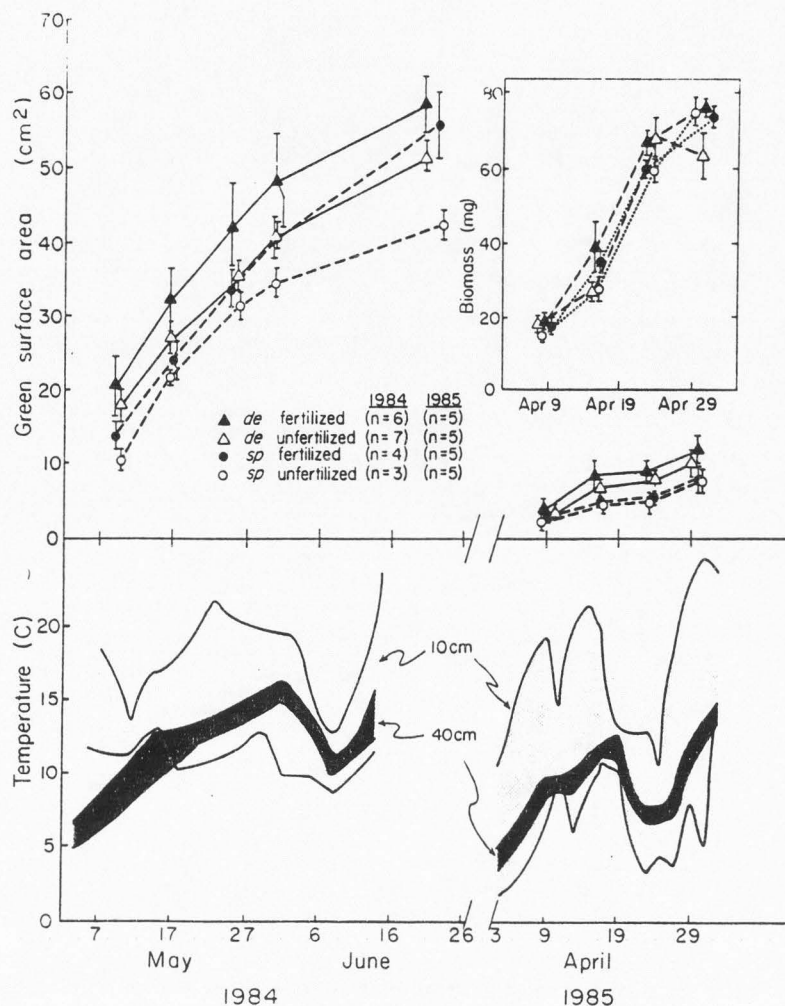 Green surface area (cm2)
70
60
50
40
30
20
10
0
1984 1985
de fertilized (n=6) (n=5)
de unfertilized (n=7) (n=5)
sp fertilized (n=4) (n=5)
sp unfertilized (n=3) (n=5)
Biomass (mg)
80
60
40
20
0
Apr 9 Apr 19 Apr 29
Temperature (C)
20
15
10
5
0
10cm
40cm
7 17 27 6 16 26 3 9 19 29
May June April
1984 1985